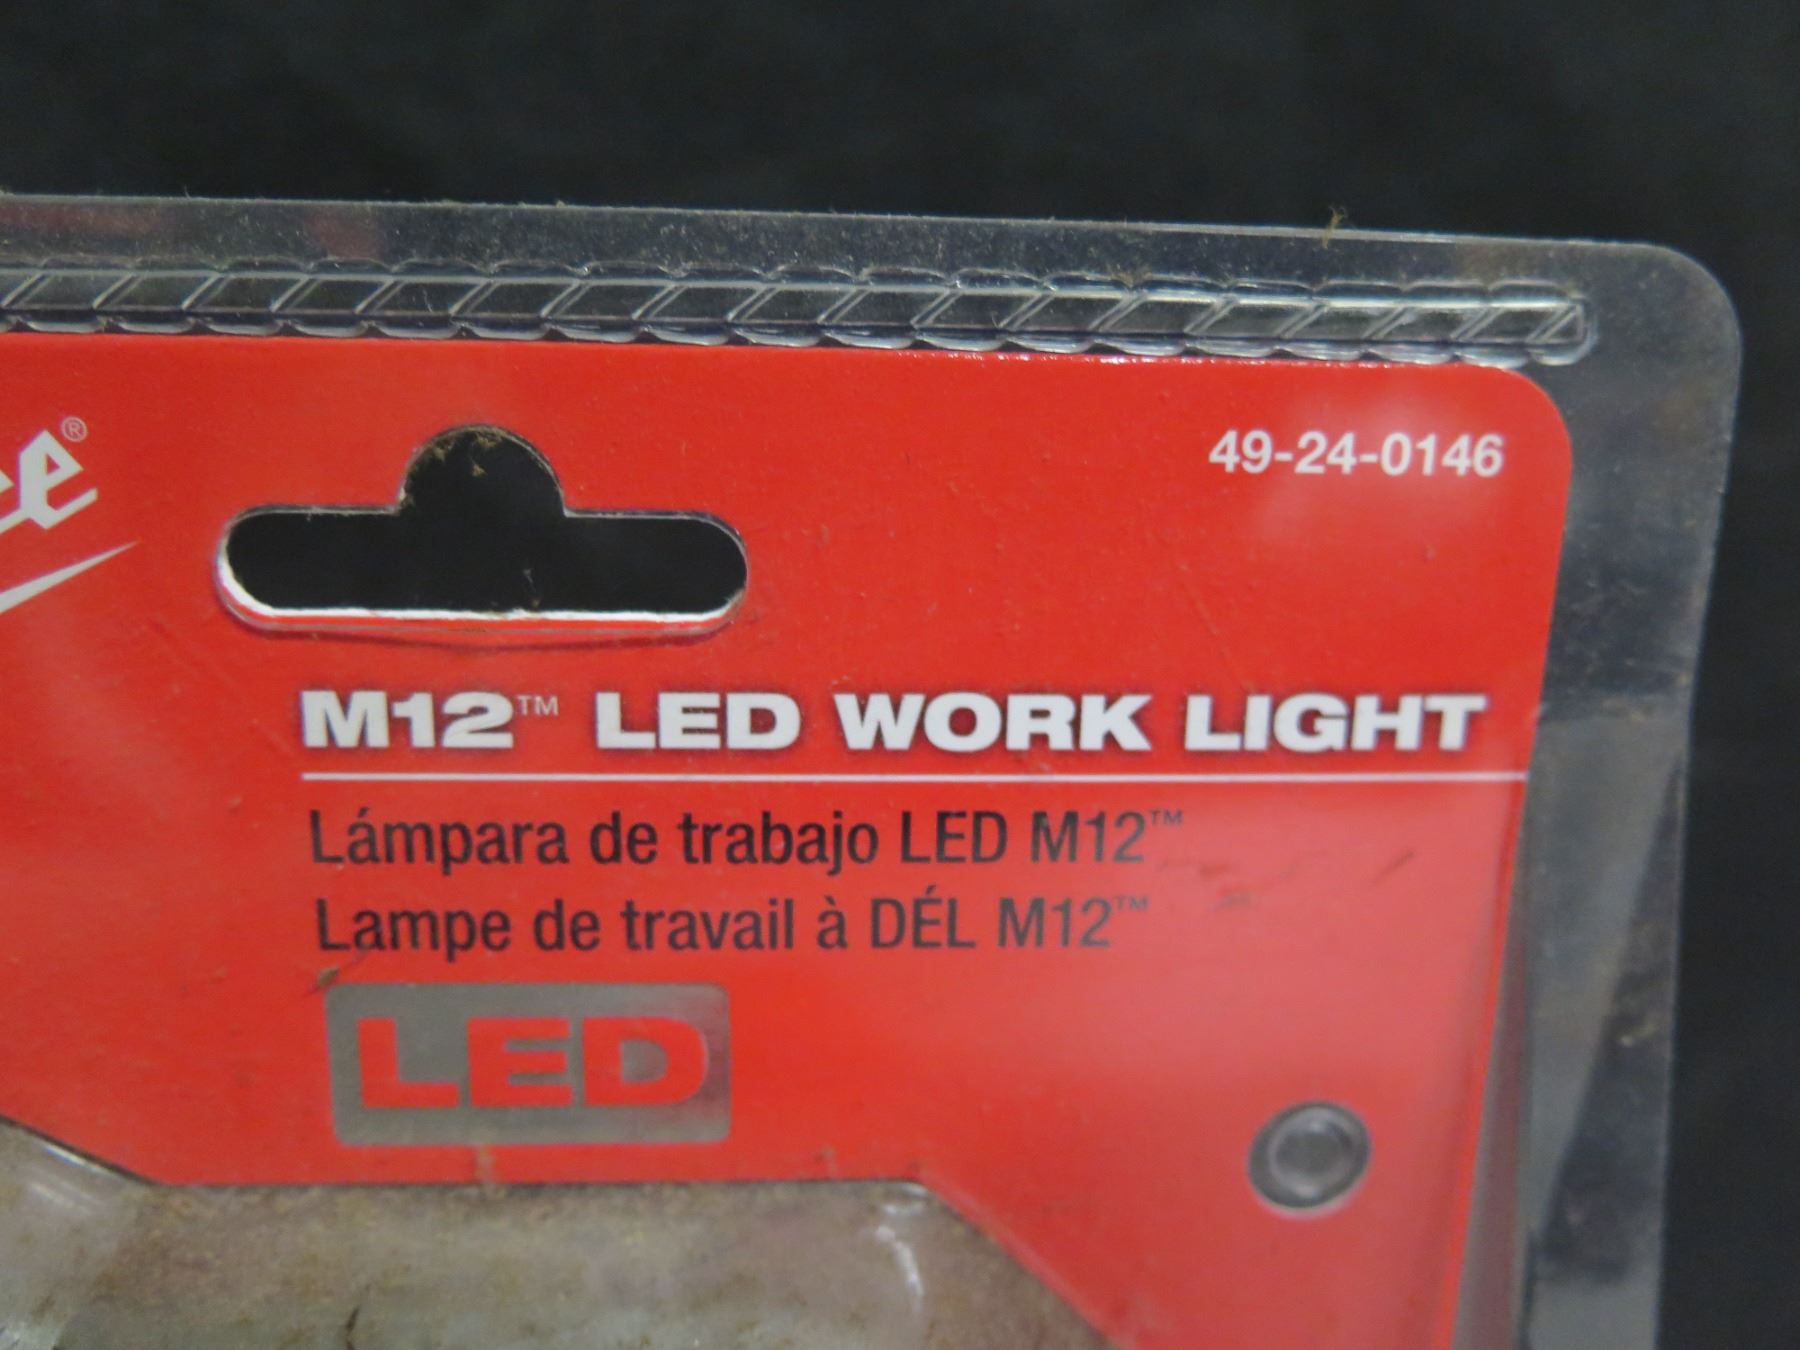 49-24-0146
M12™ LED WORK LIGHT
Lámpara de trabajo LED M12™
Lampe de travail à DÉL M12™
LED